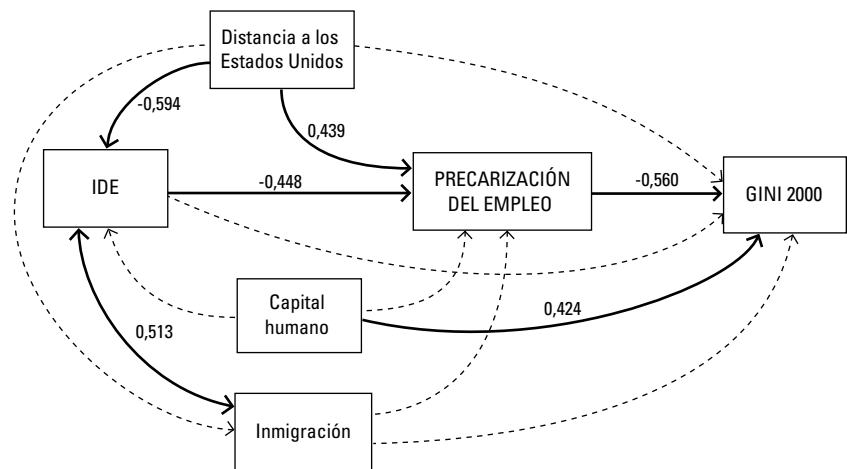 Distancia a los
Estados Unidos
-0,594
0,439
IDE
-0,448
PRECARIZACIÓN
DEL EMPLEO
-0,560
GINI 2000
Capital
humano
0,424
0,513
Inmigración